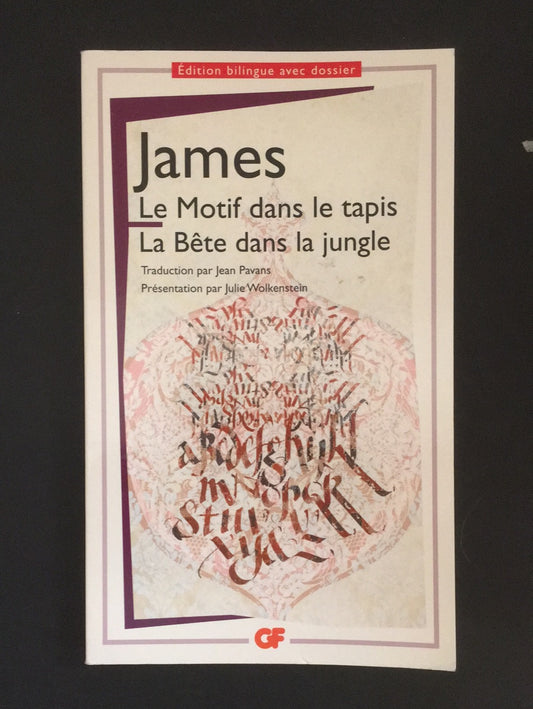 Édition bilingue avec dossier
James
Le Motif dans le tapis
La Bête dans la jungle
Traduction par Jean Pavans
Présentation par Julie Wolkenstein
GF